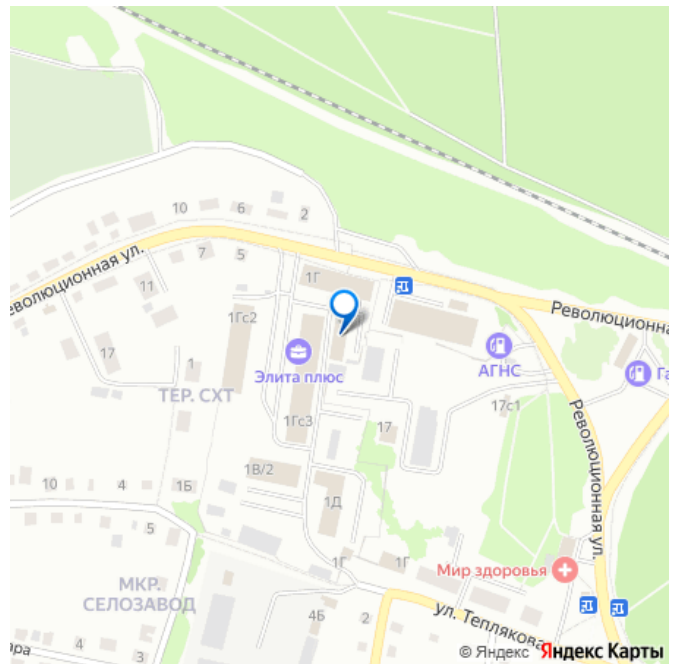 10
6
2
7
5
еволюционная ул.
11
1Г
Революционна
1Гс2
17
Элита плюс
АГНС
Га
1
ТЕР. СХТ
17с1
1Гс3
17
Революционная ул.
1В/2
10
4
1Б
1Д
5
1Г
1Г
Мир здоровья
МКР.
СЕЛОЗАВОД
4Б
2
ул. Теплякова
4
3
ара
© Яндекс Яндекс Карты